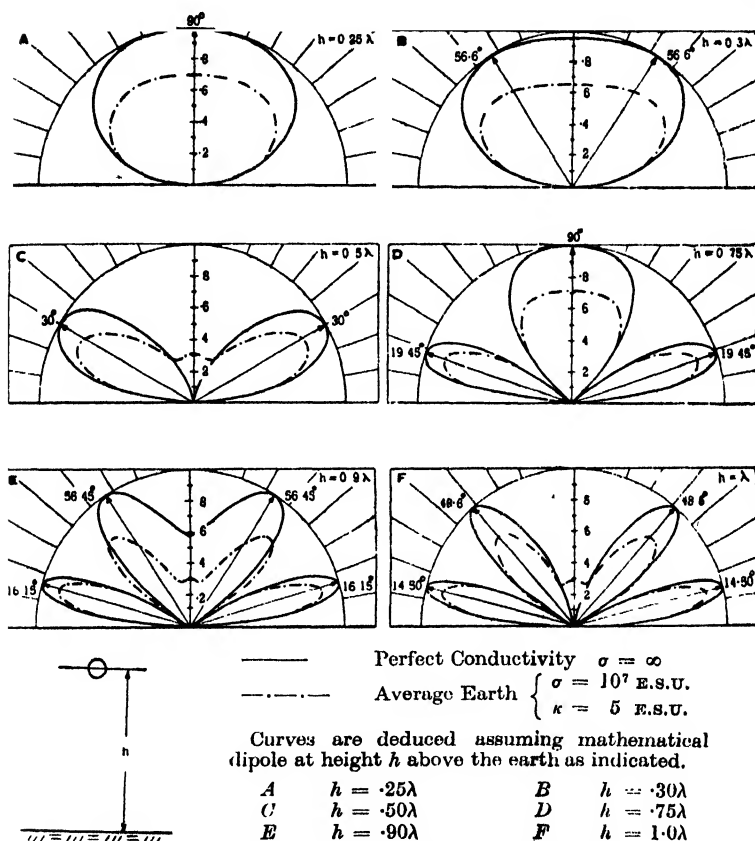 90°
A h = 0.25λ
.8
.6
.4
.2
B h = 0.3λ
56·6° 56 6°
.8
.6
.4
.2
C h = 0 5λ
30° 30°
8
6
4
2
90°
D h = 0 75λ
19 45° 19 45°
.8
6
4
2
E h = 0 9λ
56 45° 56 45°
16 15° 16 15°
8
6
4
.2
F h = λ
48·6° 48 6°
14·50° 14·50°
8
6
4
2
h
Perfect Conductivity σ = ∞
Average Earth { σ = 10⁷ E.S.U.
κ = 5 E.S.U.
Curves are deduced assuming mathematical
dipole at height h above the earth as indicated.
A h = ·25λ B h = ·30λ
C h = ·50λ D h = ·75λ
E h = ·90λ F h = 1·0λ